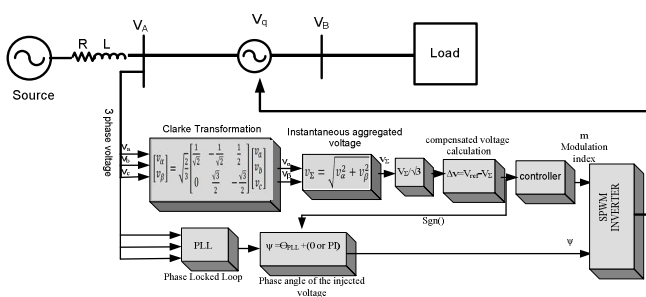 V_A
V_q
V_B
R L
Load
Source
3 phase voltage
Clarke Transformation
Instantaneous aggregated voltage
compensated voltage calculation
m
Modulation index
V_a
V_b
V_c
[v_α v_β] = √(2/3) [1/√2 −1/√2 1/2; 0 √3/2 −√3/2] [v_a v_b v_c]
v_Σ = √(v_α² + v_β²)
V_Σ
V_Σ/√3
Δv=V_ref-V_Σ
controller
SPWM INVERTER
Sgn()
PLL
ψ =Θ_PLL +(0 or PI)
ψ
Phase Locked Loop
Phase angle of the injected voltage